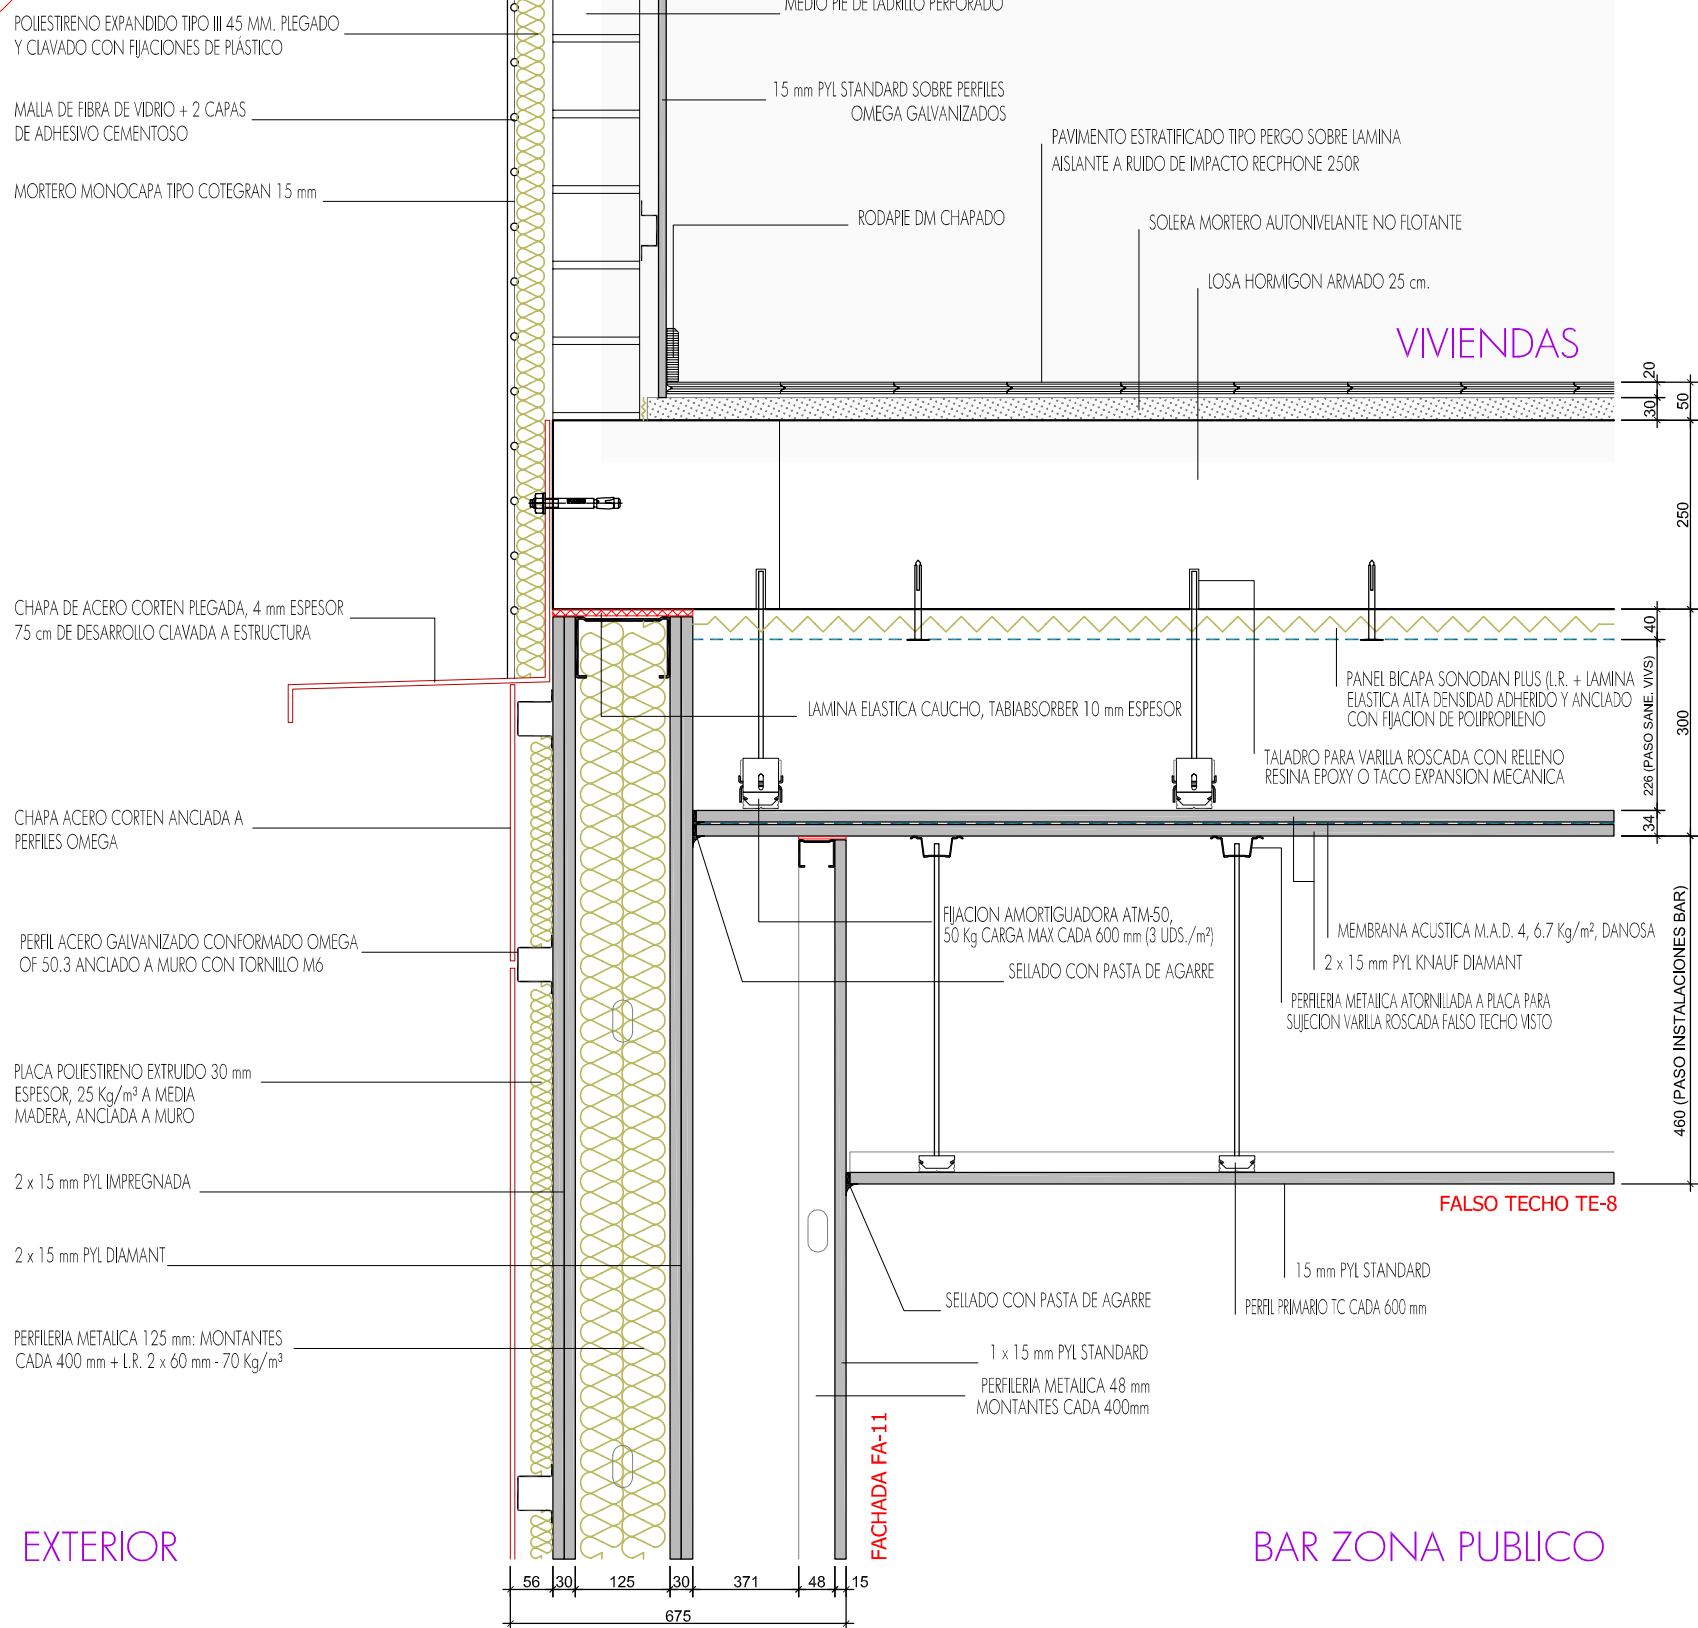 MEDIO PIE DE LADRILLO PERFORADO
POLIESTIRENO EXPANDIDO TIPO III 45 MM. PLEGADO
Y CLAVADO CON FIJACIONES DE PLÁSTICO
MALLA DE FIBRA DE VIDRIO + 2 CAPAS
DE ADHESIVO CEMENTOSO
MORTERO MONOCAPA TIPO COTEGRAN 15 mm
15 mm PYL STANDARD SOBRE PERFILES
OMEGA GALVANIZADOS
PAVIMENTO ESTRATIFICADO TIPO PERGO SOBRE LAMINA
AISLANTE A RUIDO DE IMPACTO RECPHONE 250R
RODAPIE DM CHAPADO
SOLERA MORTERO AUTONIVELANTE NO FLOTANTE
LOSA HORMIGON ARMADO 25 cm.
VIVIENDAS
20
30
50
250
40
226 (PASO SANE. VIVS)
300
34
460 (PASO INSTALACIONES BAR)
CHAPA DE ACERO CORTEN PLEGADA, 4 mm ESPESOR
75 cm DE DESARROLLO CLAVADA A ESTRUCTURA
CHAPA ACERO CORTEN ANCLADA A
PERFILES OMEGA
PERFIL ACERO GALVANIZADO CONFORMADO OMEGA
OF 50.3 ANCLADO A MURO CON TORNILLO M6
PLACA POLIESTIRENO EXTRUIDO 30 mm
ESPESOR, 25 Kg/m³ A MEDIA
MADERA, ANCLADA A MURO
2 x 15 mm PYL IMPREGNADA
2 x 15 mm PYL DIAMANT
PERFILERIA METALICA 125 mm: MONTANTES
CADA 400 mm + L.R. 2 x 60 mm - 70 Kg/m³
LAMINA ELASTICA CAUCHO, TABIABSORBER 10 mm ESPESOR
PANEL BICAPA SONODAN PLUS (L.R. + LAMINA
ELASTICA ALTA DENSIDAD ADHERIDO Y ANCLADO
CON FIJACION DE POLIPROPILENO
TALADRO PARA VARILLA ROSCADA CON RELLENO
RESINA EPOXY O TACO EXPANSION MECANICA
FIJACION AMORTIGUADORA ATM-50,
50 Kg CARGA MAX CADA 600 mm (3 UDS./m²)
SELLADO CON PASTA DE AGARRE
MEMBRANA ACUSTICA M.A.D. 4, 6.7 Kg/m², DANOSA
2 x 15 mm PYL KNAUF DIAMANT
PERFILERIA METALICA ATORNILLADA A PLACA PARA
SUJECION VARILLA ROSCADA FALSO TECHO VISTO
FALSO TECHO TE-8
15 mm PYL STANDARD
PERFIL PRIMARIO TC CADA 600 mm
SELLADO CON PASTA DE AGARRE
1 x 15 mm PYL STANDARD
PERFILERIA METALICA 48 mm
MONTANTES CADA 400mm
FACHADA FA-11
EXTERIOR
BAR ZONA PUBLICO
56 30 125 30 371 48 15
675